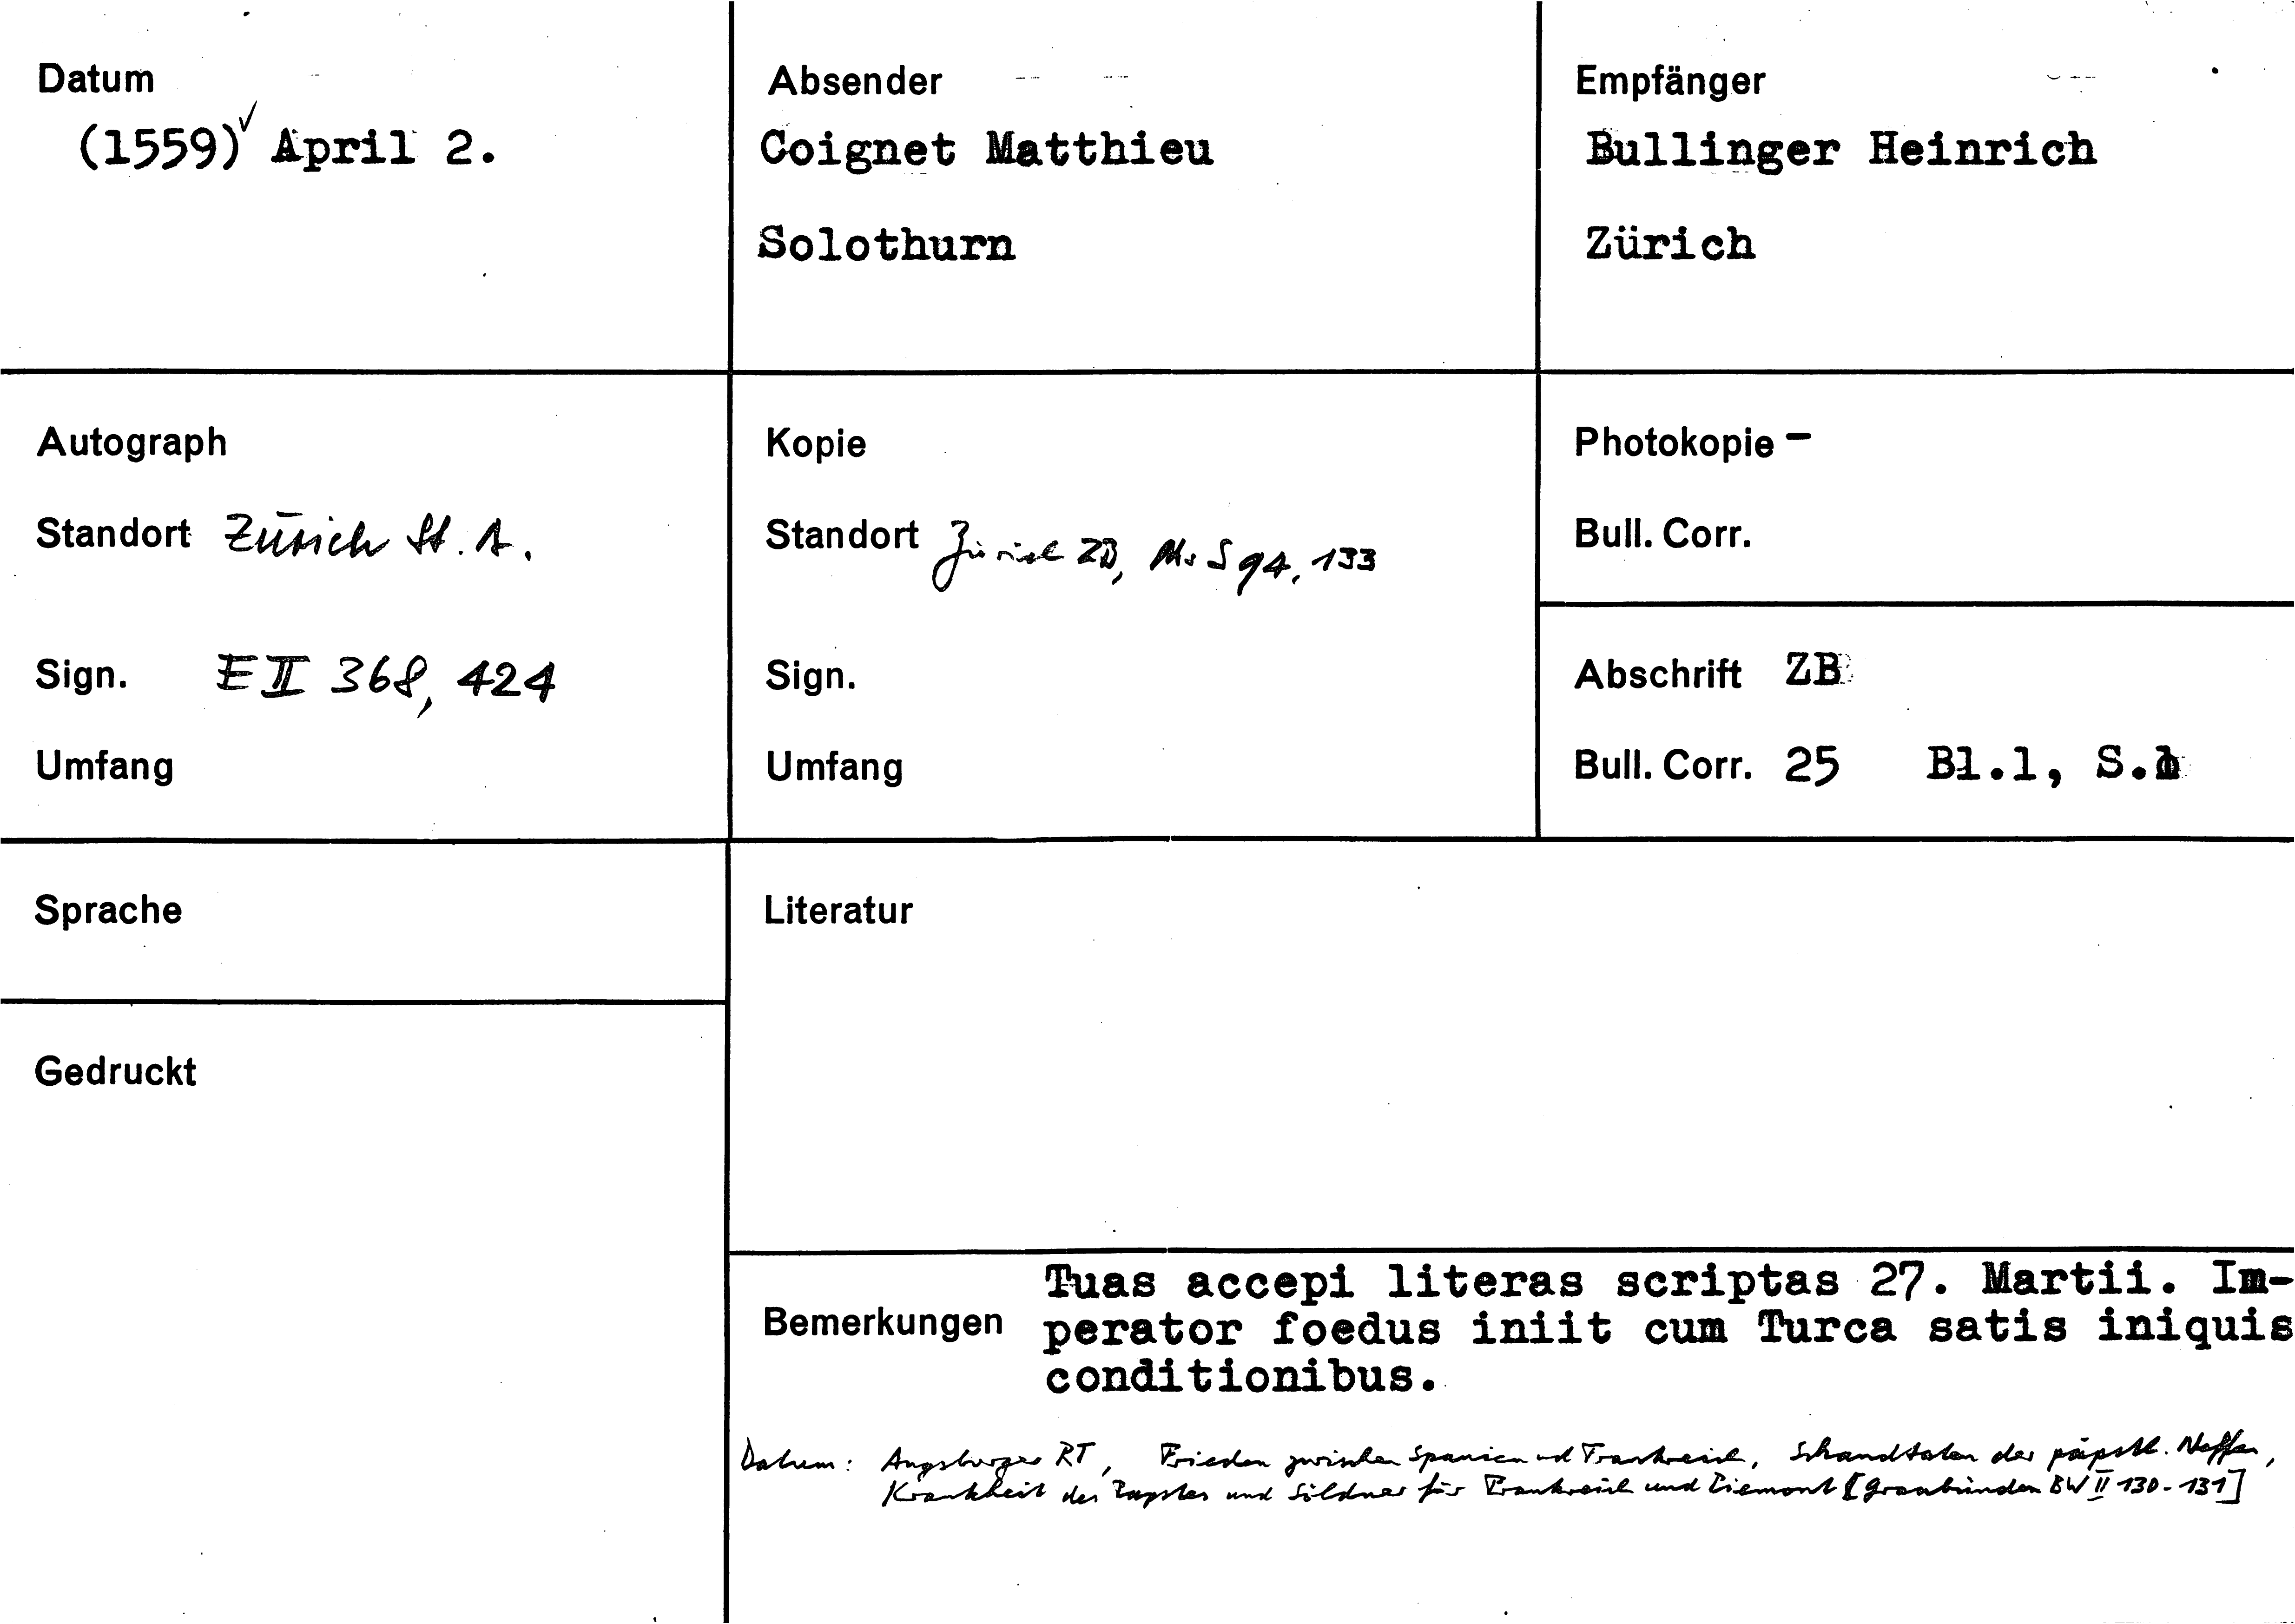 Datum
(1559)✓ April 2.
Absender
Coignet Matthieu
Solothurn
Empfänger
Bullinger Heinrich
Zürich
Autograph
Standort Zürich St. A.
Sign. E II 368, 424
Umfang
Kopie
Standort Zürich ZB, Ms S 94, 133
Sign.
Umfang
Photokopie -
Bull. Corr.
Abschrift ZB
Bull. Corr. 25 Bl.1, S.
Sprache
Literatur
Gedruckt
Bemerkungen
Tuas accepi literas scriptas 27. Martii. Im-
perator foedus iniit cum Turca satis iniquis
conditionibus.
Datum: Augsburger RT, Frieden zwischen Spanien und Frankreich, Schandtaten der päpstl. Neffen,
Krankheit des Papstes und Söldner für Frankreich und Piemont [Graubünden BW II 130-131]